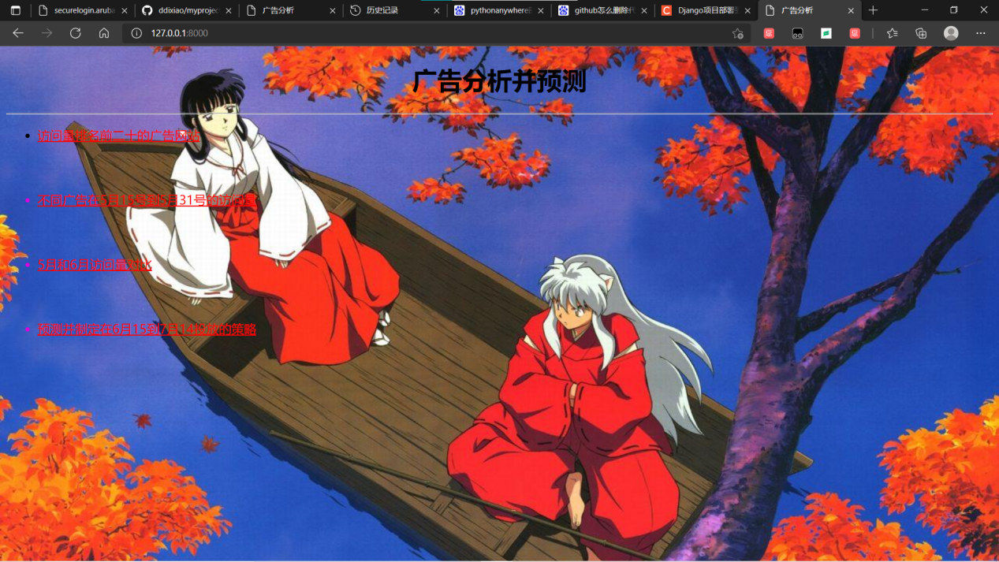 securelogin.aruba
ddixiao/myprojec
广告分析
历史记录
pythonanywhere
github怎么删除代
Django项目部署
广告分析
127.0.0.1:8000
广告分析并预测
访问量排名前二十的广告网站
不同广告在5月15号到5月31号的访问量
5月和6月访问量对比
预测并制定在6月15到7月14投放的策略